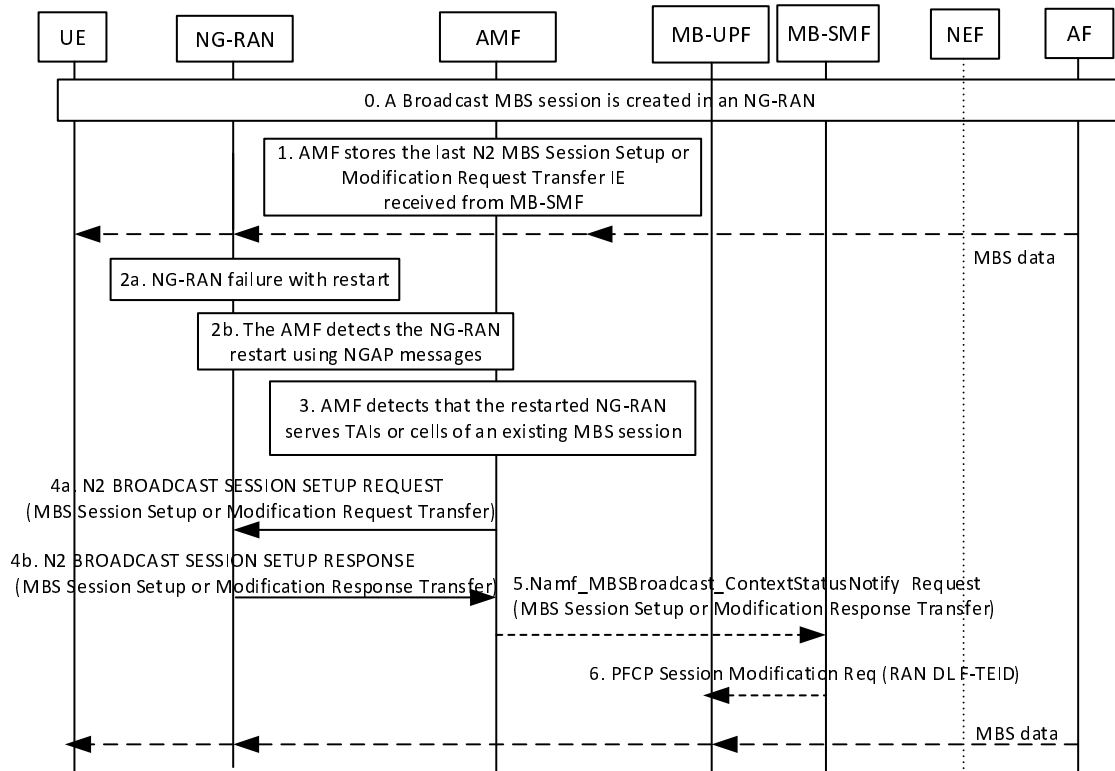 UE
NG-RAN
AMF
MB-UPF
MB-SMF
NEF
AF
0. A Broadcast MBS session is created in an NG-RAN
1. AMF stores the last N2 MBS Session Setup or
Modification Request Transfer IE
received from MB-SMF
MBS data
2a. NG-RAN failure with restart
2b. The AMF detects the NG-RAN
restart using NGAP messages
3. AMF detects that the restarted NG-RAN
serves TAIs or cells of an existing MBS session
4a. N2 BROADCAST SESSION SETUP REQUEST
(MBS Session Setup or Modification Request Transfer)
4b. N2 BROADCAST SESSION SETUP RESPONSE
(MBS Session Setup or Modification Response Transfer)
5.Namf_MBSBroadcast_ContextStatusNotify Request
(MBS Session Setup or Modification Response Transfer)
6. PFCP Session Modification Req (RAN DL F-TEID)
MBS data